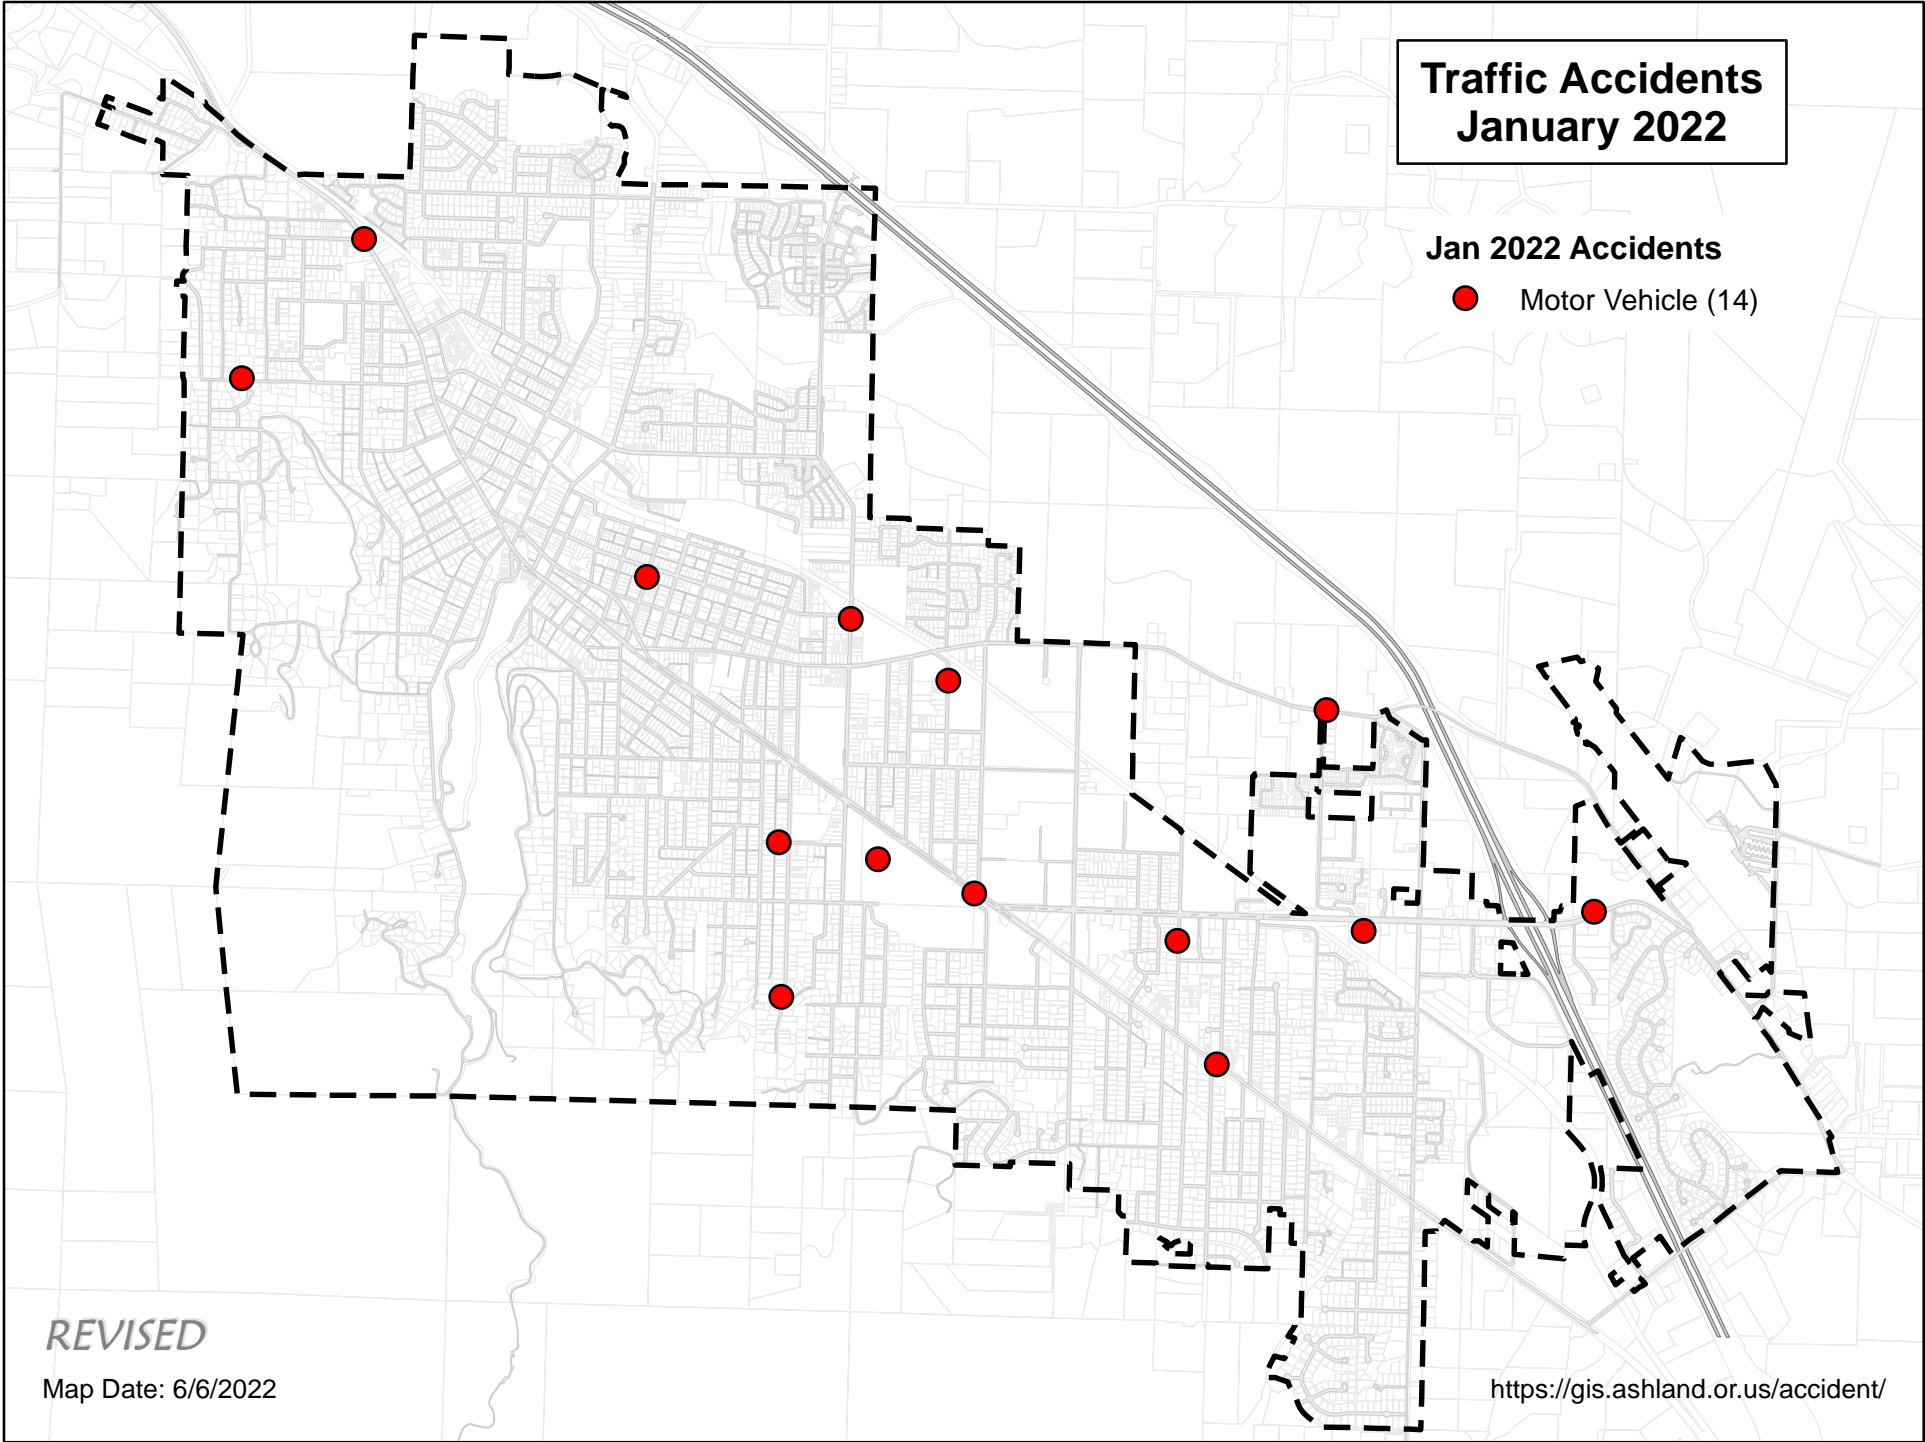 Traffic Accidents
January 2022
Jan 2022 Accidents
Motor Vehicle (14)
REVISED
Map Date: 6/6/2022
https://gis.ashland.or.us/accident/